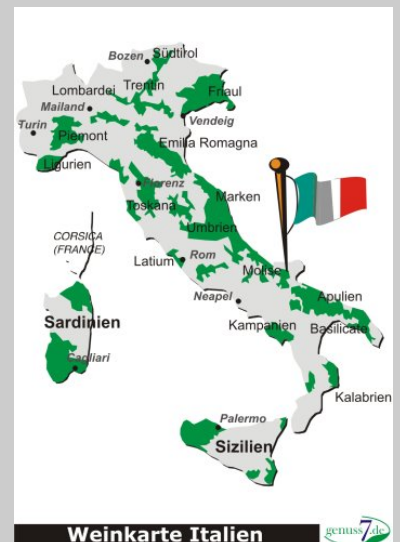 Bozen
Südtirol
Lombardei
Trentin
Friaul
Mailand
Vendeig
Turin
Piemont
Emilia Romagna
Ligurien
Florenz
Toskana
Marken
Umbrien
CORSICA
(FRANCE)
Latium
Rom
Molise
Neapel
Apulien
Sardinien
Kampanien
Basilicato
Cagliari
Kalabrien
Palermo
Sizilien
Weinkarte Italien
genuss7.de